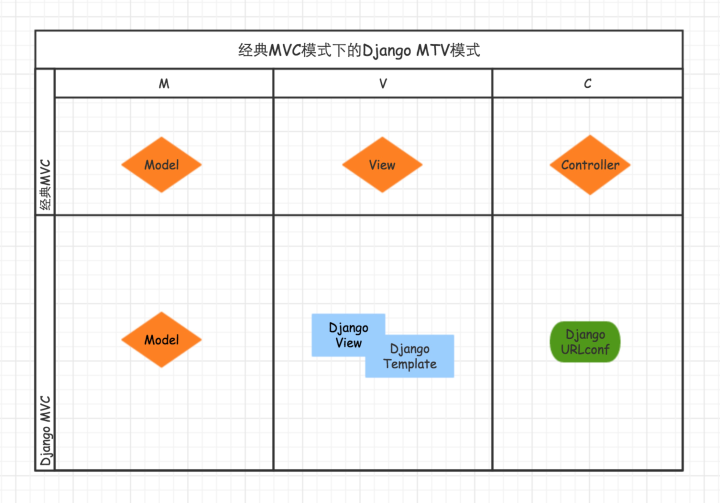 经典MVC模式下的Django MTV模式
M
V
C
经典MVC
Model
View
Controller
Django MVC
Model
Django
View
Django
Template
Django
URLconf